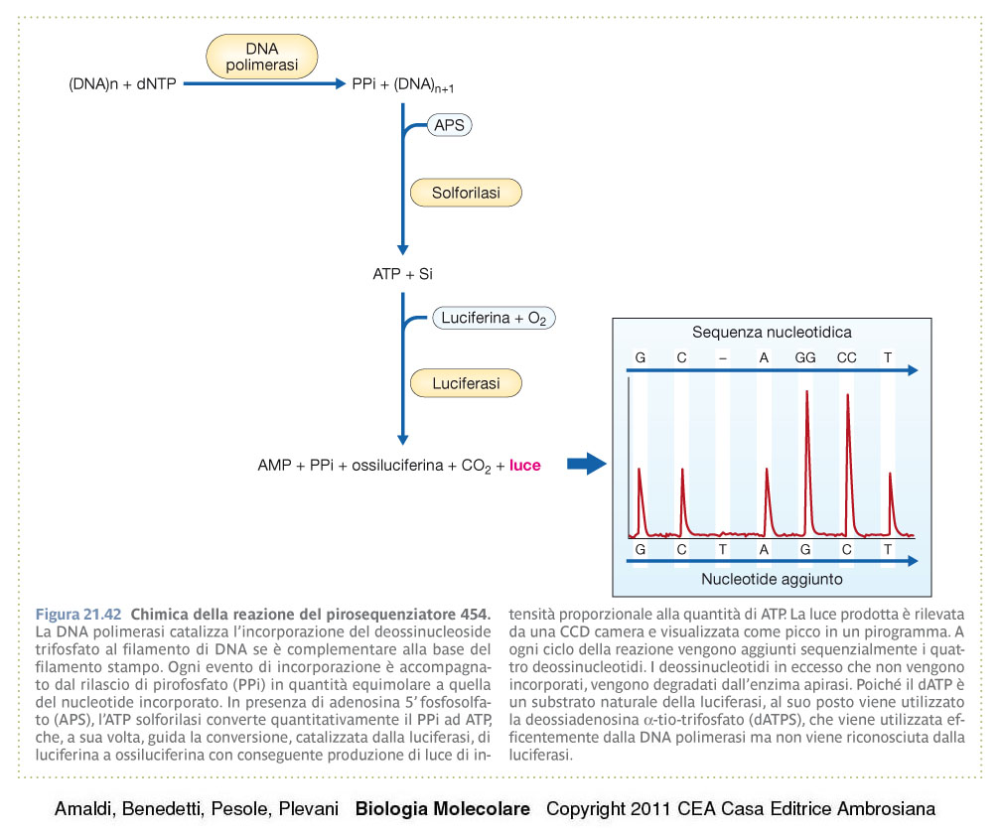 DNA
polimerasi
(DNA)n + dNTP
PPi + (DNA)n+1
APS
Solforilasi
ATP + Si
Luciferina + O2
Luciferasi
AMP + PPi + ossiluciferina + CO2 + luce
Sequenza nucleotidica
G C – A GG CC T
G C T A G C T
Nucleotide aggiunto
Figura 21.42 Chimica della reazione del pirosequenziatore 454.
La DNA polimerasi catalizza l'incorporazione del deossinucleoside
trifosfato al filamento di DNA se è complementare alla base del
filamento stampo. Ogni evento di incorporazione è accompagna-
to dal rilascio di pirofosfato (PPi) in quantità equimolare a quella
del nucleotide incorporato. In presenza di adenosina 5' fosfosolfa-
to (APS), l'ATP solforilasi converte quantitativamente il PPi ad ATP,
che, a sua volta, guida la conversione, catalizzata dalla luciferasi, di
luciferina a ossiluciferina con conseguente produzione di luce di in-
tensità proporzionale alla quantità di ATP. La luce prodotta è rilevata
da una CCD camera e visualizzata come picco in un pirogramma. A
ogni ciclo della reazione vengono aggiunti sequenzialmente i quat-
tro deossinucleotidi. I deossinucleotidi in eccesso che non vengono
incorporati, vengono degradati dall'enzima apirasi. Poiché il dATP è
un substrato naturale della luciferasi, al suo posto viene utilizzato
la deossiadenosina α-tio-trifosfato (dATPS), che viene utilizzata ef-
ficentemente dalla DNA polimerasi ma non viene riconosciuta dalla
luciferasi.
Amaldi, Benedetti, Pesole, Plevani Biologia Molecolare Copyright 2011 CEA Casa Editrice Ambrosiana